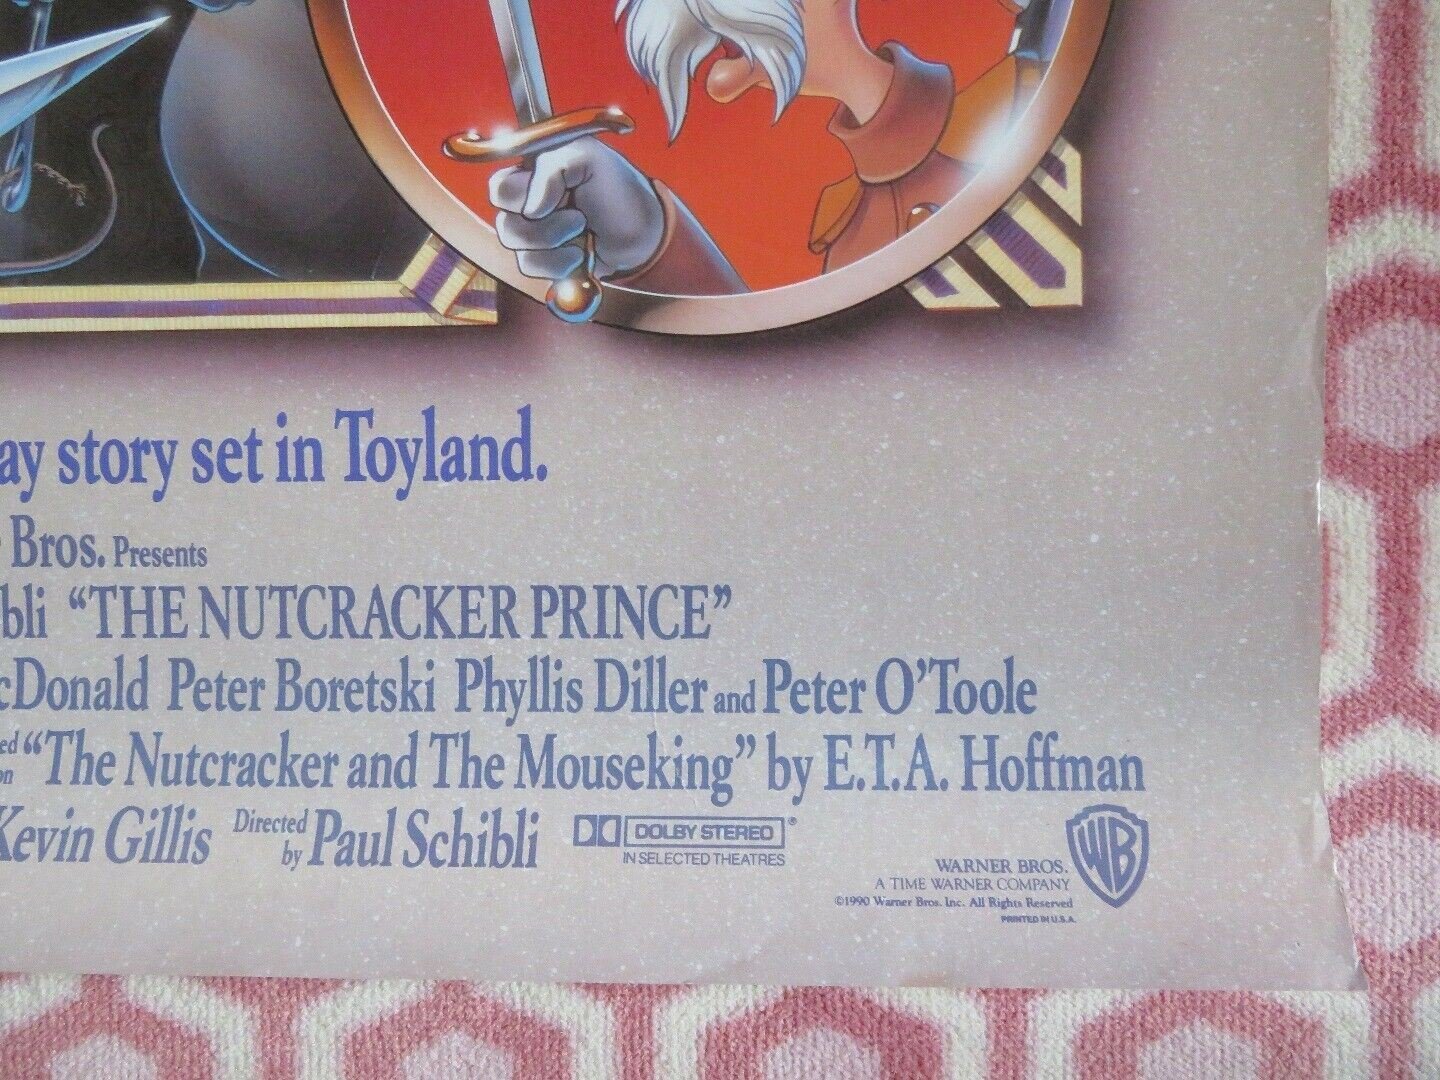 ay story set in Toyland.
Bros. Presents
bli “THE NUTCRACKER PRINCE”
cDonald Peter Boretski Phyllis Diller and Peter O'Toole
ed on “The Nutcracker and The Mouseking” by E.T.A. Hoffman
Kevin Gillis Directed by Paul Schibli
DOLBY STEREO®
IN SELECTED THEATRES
WB
WARNER BROS.
A TIME WARNER COMPANY
©1990 Warner Bros. Inc. All Rights Reserved
PRINTED IN U.S.A.